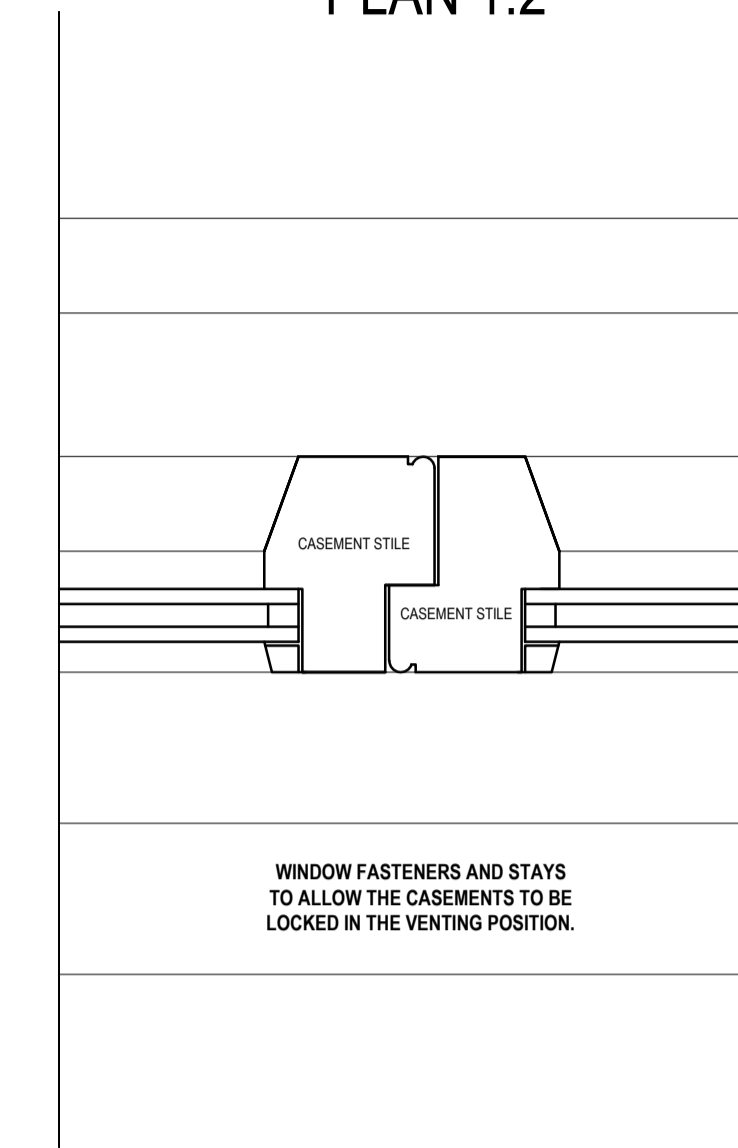 PLAN 1:2
CASEMENT STILE
CASEMENT STILE
WINDOW FASTENERS AND STAYS
TO ALLOW THE CASEMENTS TO BE
LOCKED IN THE VENTING POSITION.